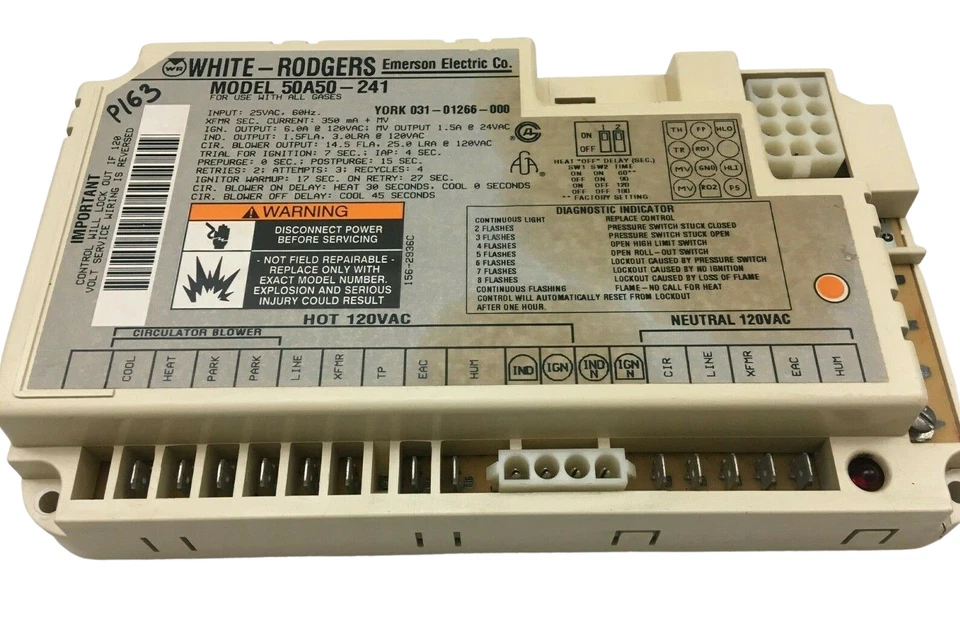 WR WHITE-RODGERS Emerson Electric Co.
MODEL 50A50-241
FOR USE WITH ALL GASES
YORK 031-01266-000
INPUT: 25VAC, 60Hz.
XFMR SEC. CURRENT: 350 mA + MV
IGN. OUTPUT: 6.0A @ 120VAC; MV OUTPUT 1.5A @ 24VAC
IND. OUTPUT: 1.5FLA, 3.0LRA @ 120VAC
CIR. BLOWER OUTPUT: 14.5 FLA, 25.0 LRA @ 120VAC
TRIAL FOR IGNITION: 7 SEC.; IAP: 4 SEC.
PREPURGE: 0 SEC.; POSTPURGE: 15 SEC.
RETRIES: 2; ATTEMPTS: 3; RECYCLES: 4
IGNITOR WARMUP: 17 SEC. ON RETRY: 27 SEC.
CIR. BLOWER ON DELAY: HEAT 30 SECONDS, COOL 0 SECONDS
CIR. BLOWER OFF DELAY: COOL 45 SECONDS
P163
IMPORTANT
CONTROL WILL LOCK OUT IF 120
VOLT SERVICE WIRING IS REVERSED
WARNING
DISCONNECT POWER
BEFORE SERVICING
- NOT FIELD REPAIRABLE -
REPLACE ONLY WITH
EXACT MODEL NUMBER.
EXPLOSION AND SERIOUS
INJURY COULD RESULT
156-2936C
1 2
ON
OFF
HEAT "OFF" DELAY (SEC.)
SW1 SW2 TIME
ON ON 60**
ON OFF 90
OFF ON 120
OFF OFF 180
** FACTORY SETTING
TH FP HLO
TR RO1
MV GND HLI
MV RO2 PS
DIAGNOSTIC INDICATOR
CONTINUOUS LIGHT REPLACE CONTROL
2 FLASHES PRESSURE SWITCH STUCK CLOSED
3 FLASHES PRESSURE SWITCH STUCK OPEN
4 FLASHES OPEN HIGH LIMIT SWITCH
5 FLASHES OPEN ROLL-OUT SWITCH
6 FLASHES LOCKOUT CAUSED BY PRESSURE SWITCH
7 FLASHES LOCKOUT CAUSED BY NO IGNITION
8 FLASHES LOCKOUT CAUSED BY LOSS OF FLAME
CONTINUOUS FLASHING FLAME-NO CALL FOR HEAT
CONTROL WILL AUTOMATICALLY RESET FROM LOCKOUT
AFTER ONE HOUR.
HOT 120VAC
NEUTRAL 120VAC
CIRCULATOR BLOWER
COOL HEAT PARK PARK LINE XFMR TP EAC HUM IND IGN IND N IGN N CIR LINE XFMR EAC HUM